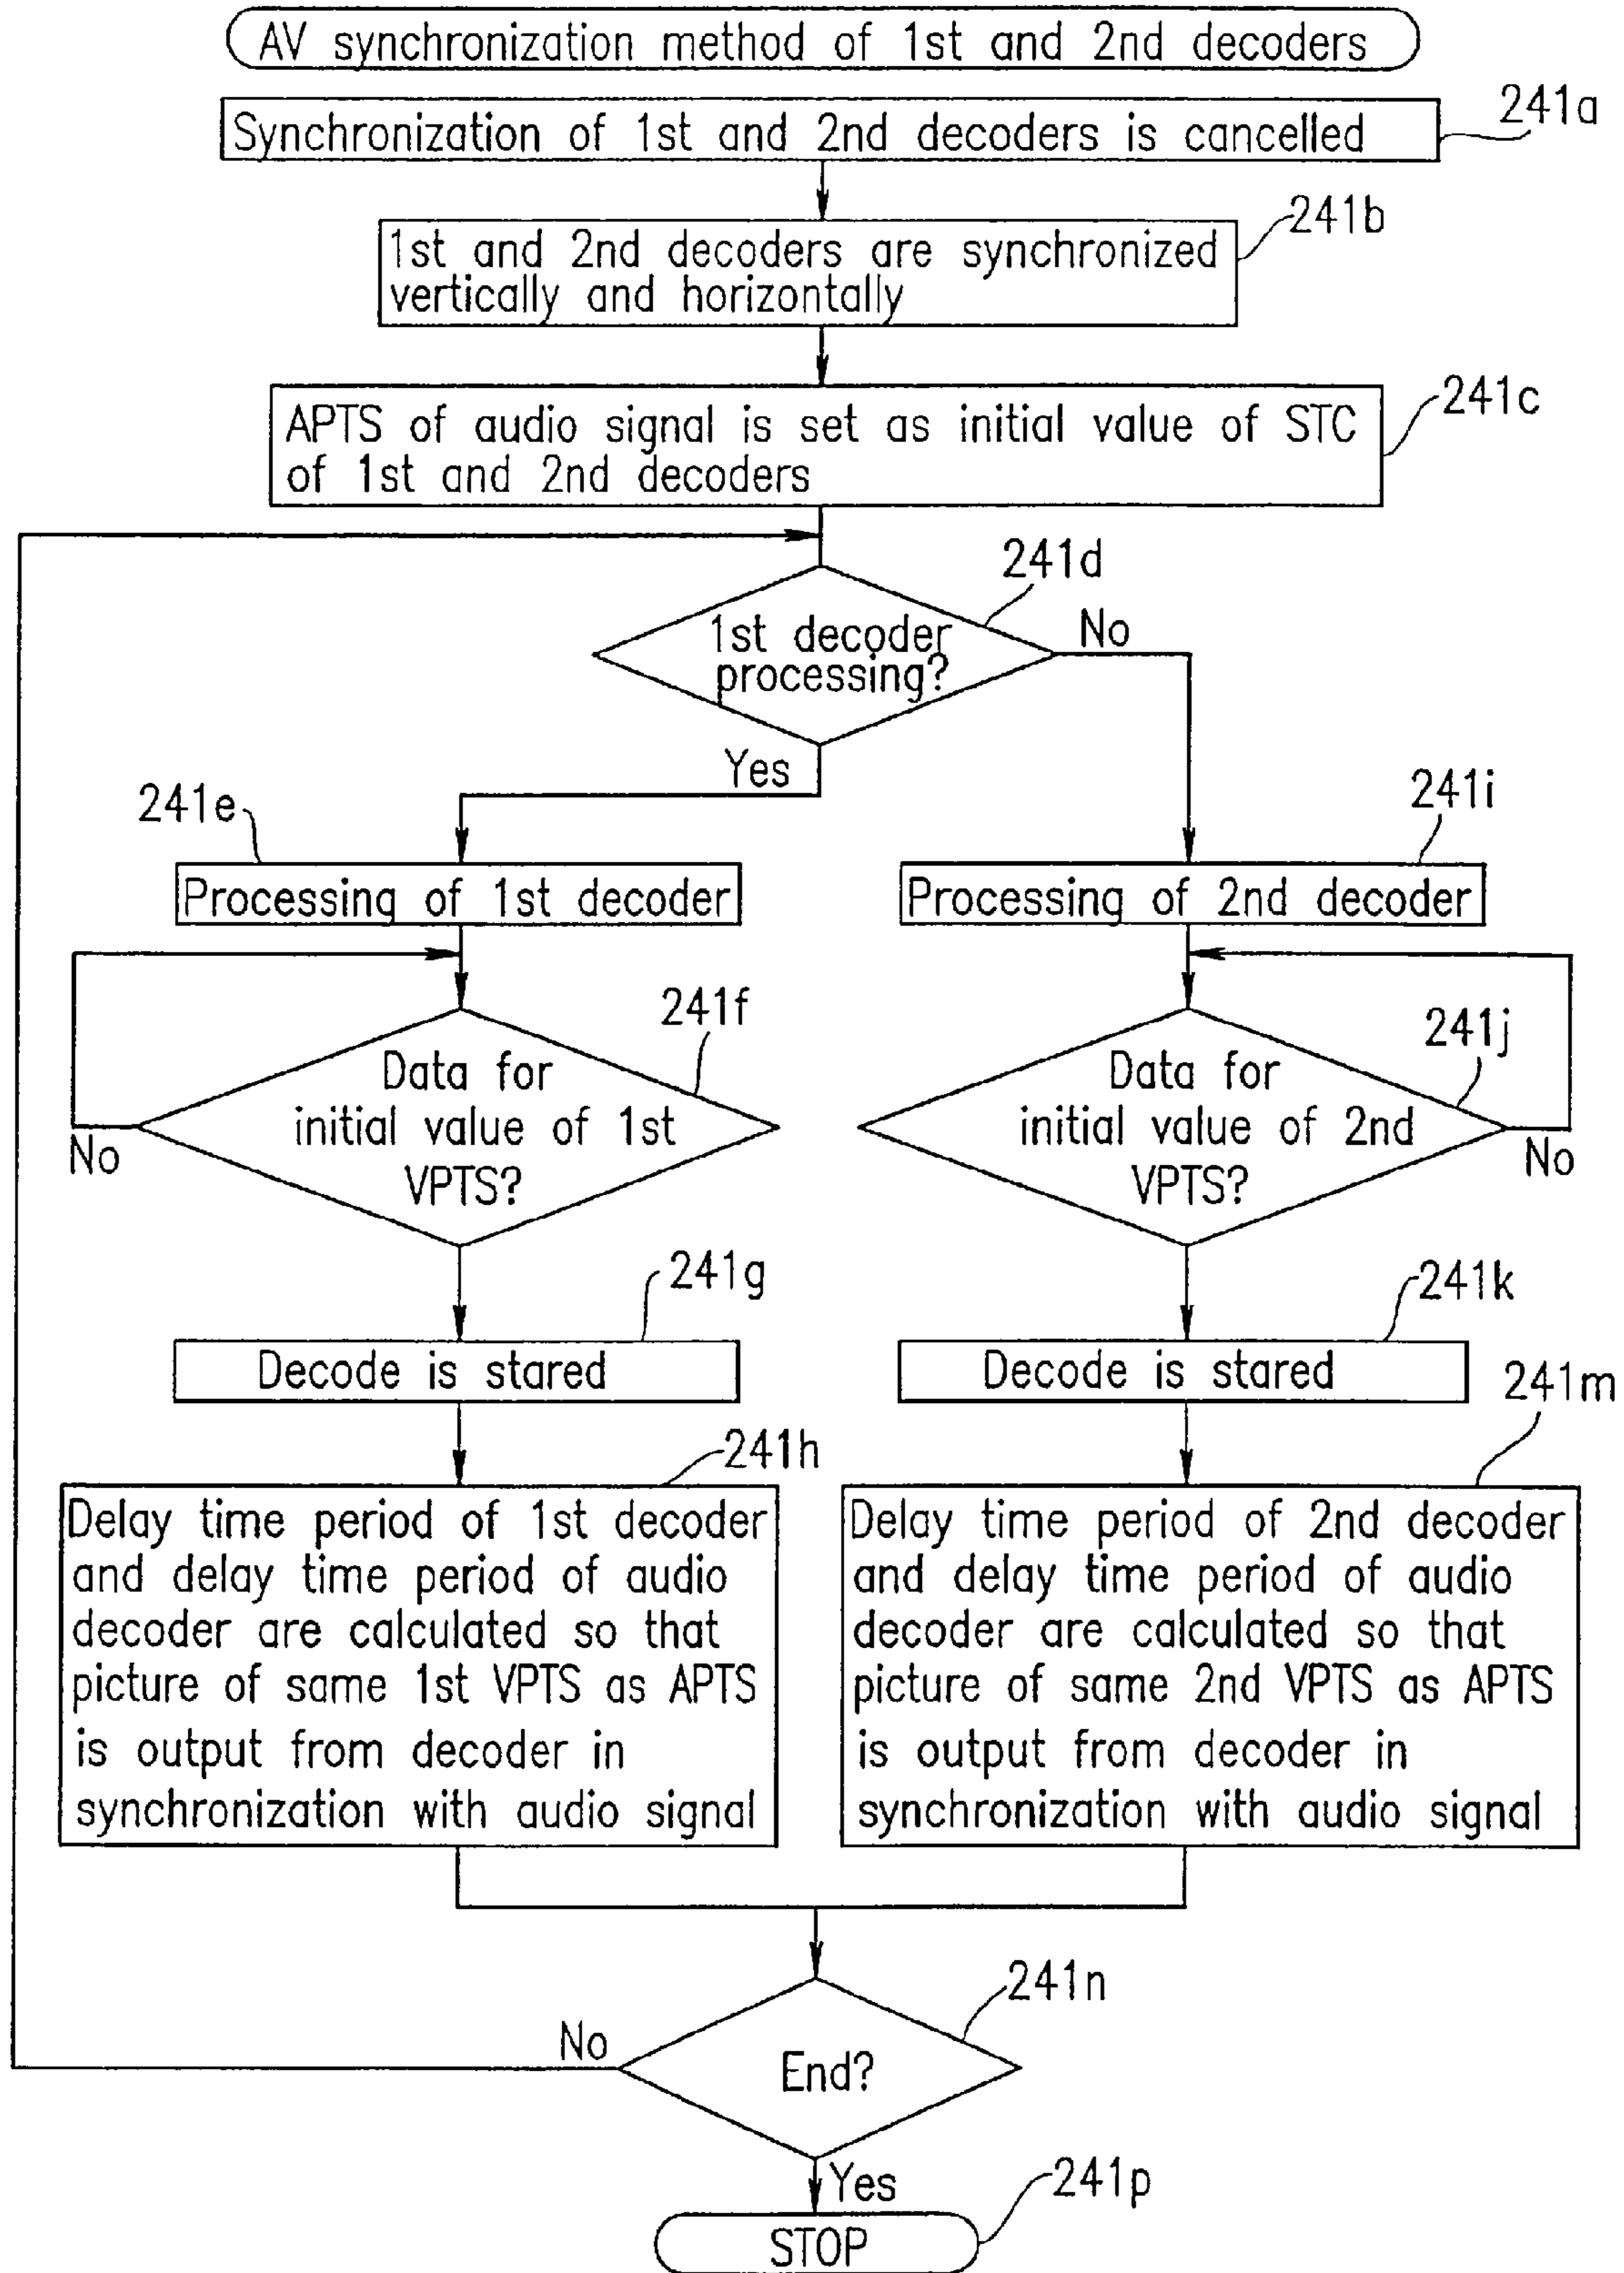 AV synchronization method of 1st and 2nd decoders
241a
Synchronization of 1st and 2nd decoders is cancelled
241b
1st and 2nd decoders are synchronized
vertically and horizontally
241c
APTS of audio signal is set as initial value of STC
of 1st and 2nd decoders
241d
1st decoder
processing?
No
Yes
241e
241i
Processing of 1st decoder
Processing of 2nd decoder
241f
241j
Data for
initial value of 1st
VPTS?
No
Data for
initial value of 2nd
VPTS?
No
241g
241k
Decode is stared
Decode is stared
241h
241m
Delay time period of 1st decoder
and delay time period of audio
decoder are calculated so that
picture of same 1st VPTS as APTS
is output from decoder in
synchronization with audio signal
Delay time period of 2nd decoder
and delay time period of audio
decoder are calculated so that
picture of same 2nd VPTS as APTS
is output from decoder in
synchronization with audio signal
241n
No
End?
Yes
241p
STOP